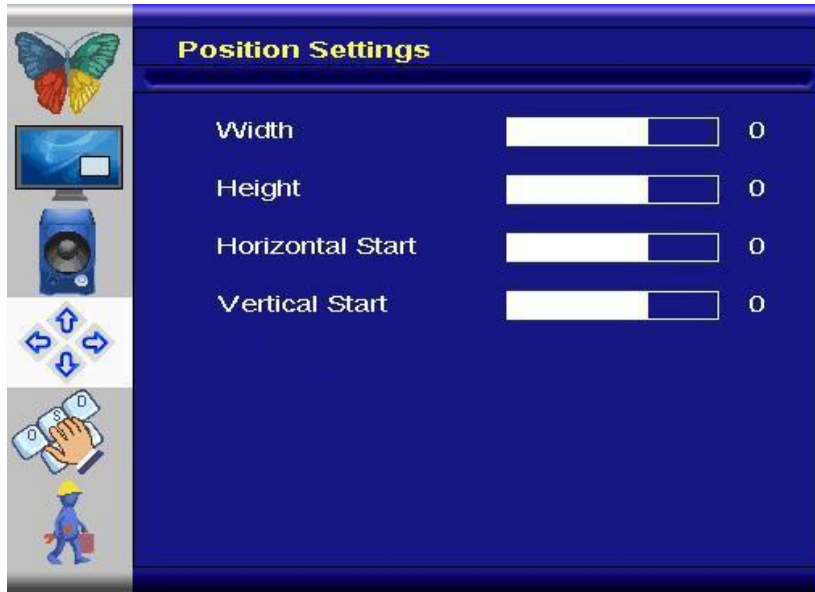 Position Settings
Width 0
Height 0
Horizontal Start 0
Vertical Start 0
O S D